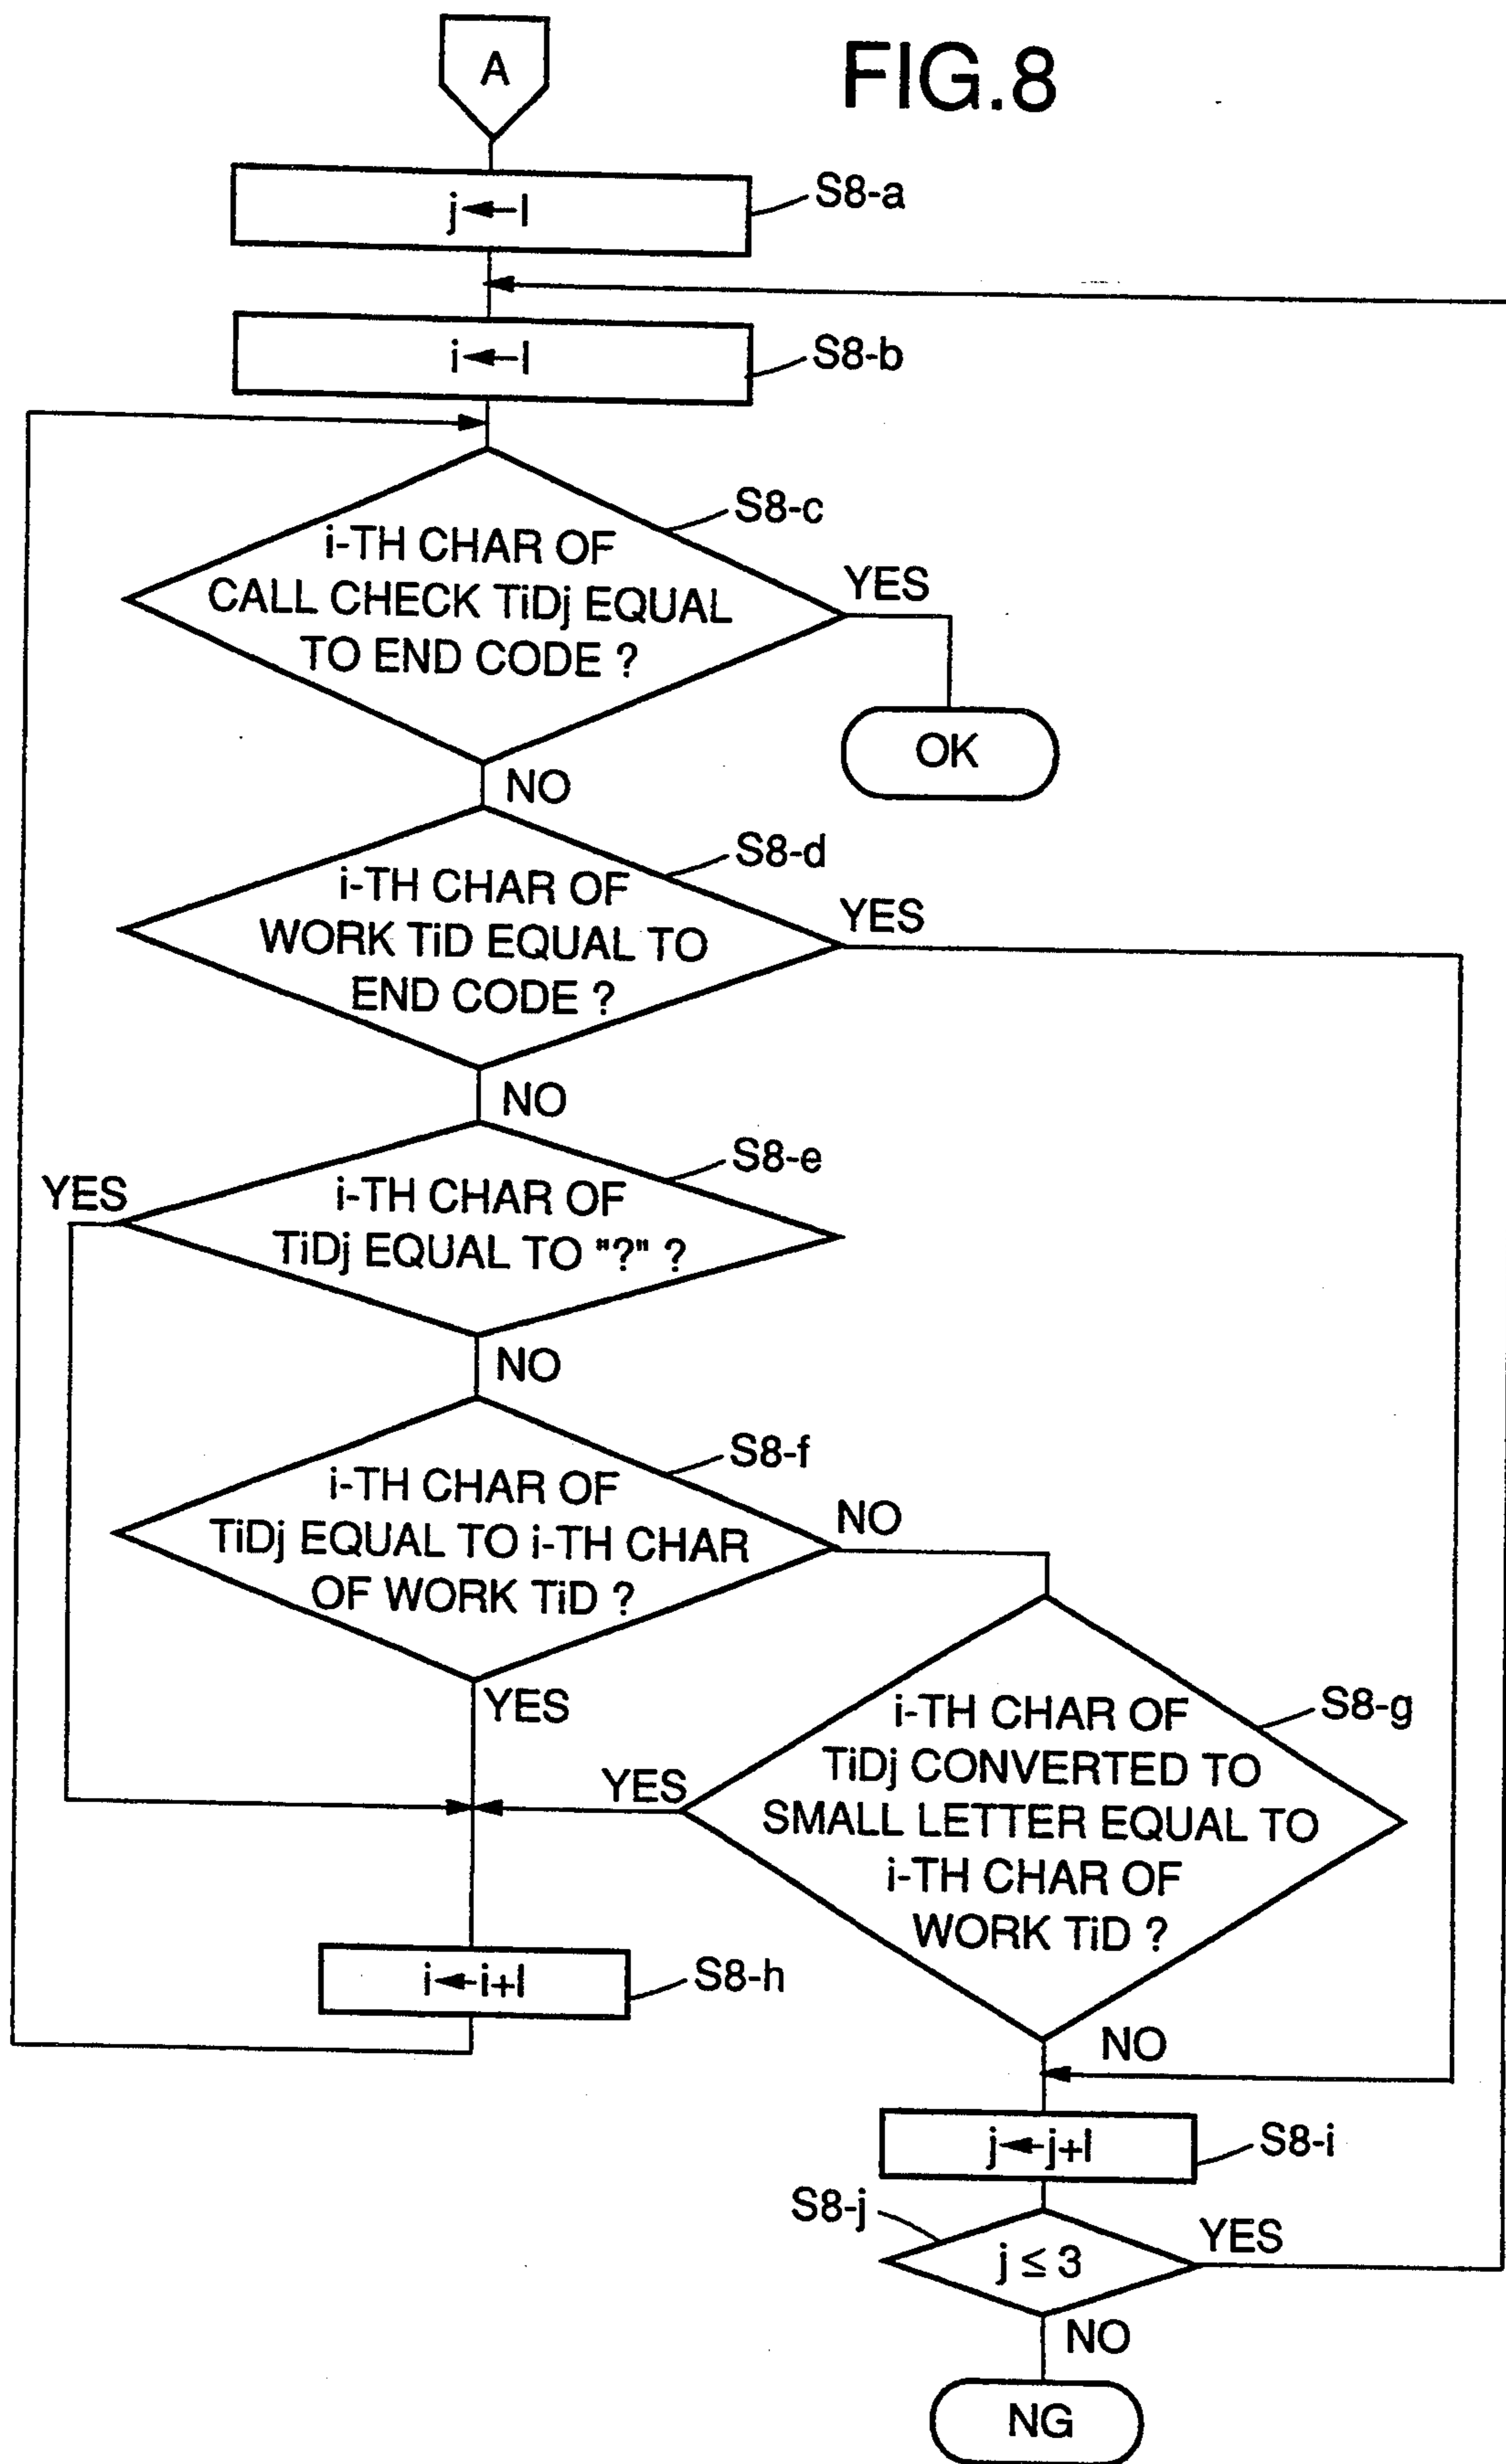 FIG.8
A
j←1
S8-a
i←1
S8-b
S8-c
i-TH CHAR OF
CALL CHECK TiDj EQUAL
TO END CODE ?
YES
OK
NO
S8-d
i-TH CHAR OF
WORK TiD EQUAL TO
END CODE ?
YES
NO
S8-e
YES
i-TH CHAR OF
TiDj EQUAL TO "?" ?
NO
S8-f
i-TH CHAR OF
TiDj EQUAL TO i-TH CHAR
OF WORK TiD ?
NO
YES
S8-g
i-TH CHAR OF
TiDj CONVERTED TO
SMALL LETTER EQUAL TO
i-TH CHAR OF
WORK TiD ?
YES
i←i+1
S8-h
NO
j←j+1
S8-i
S8-j
j ≤ 3
YES
NO
NG